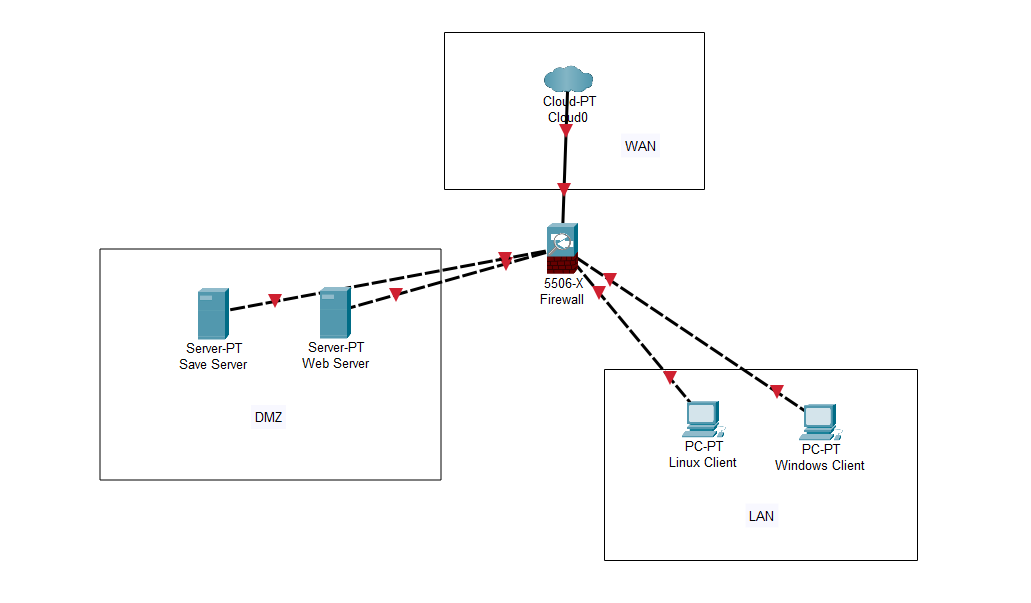 Cloud-PT
Cloud0
WAN
5506-X
Firewall
Server-PT
Save Server
Server-PT
Web Server
DMZ
PC-PT
Linux Client
PC-PT
Windows Client
LAN